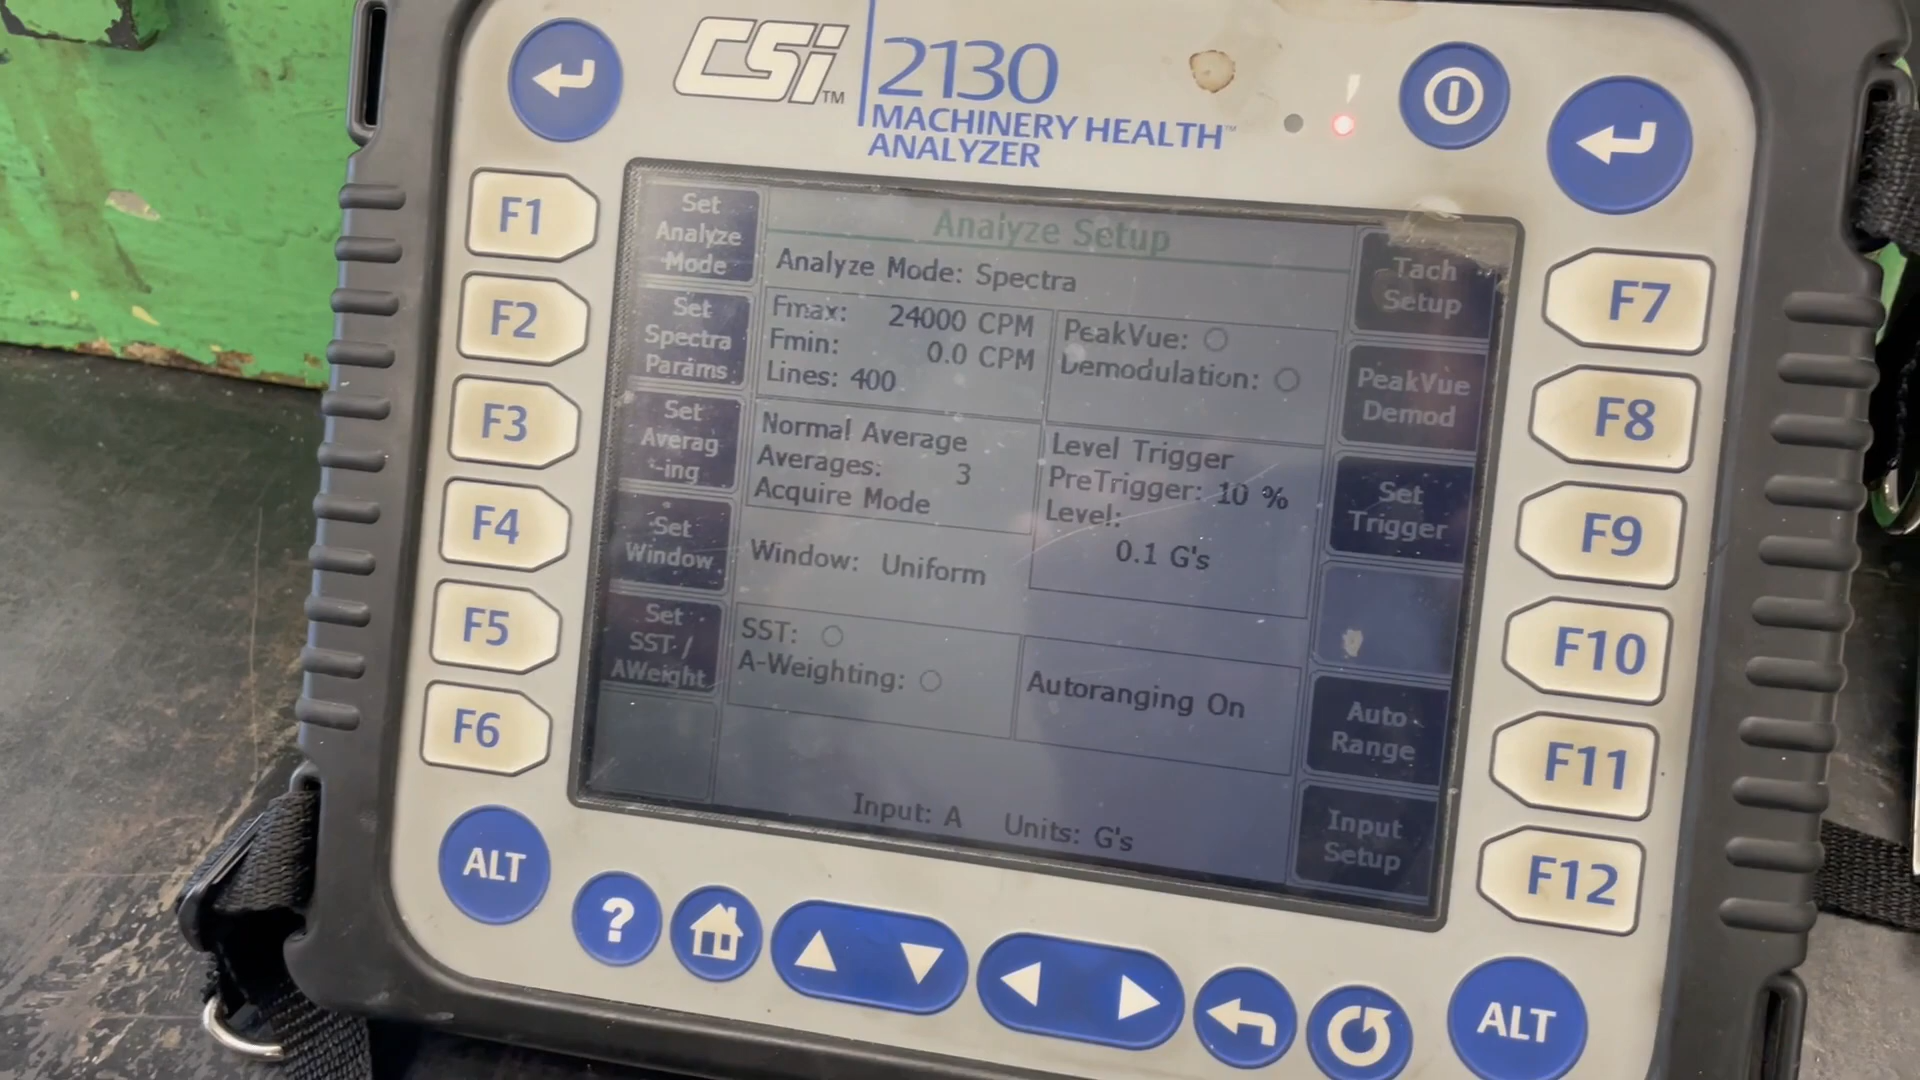 CSi™ 2130
MACHINERY HEALTH™
ANALYZER
F1
F2
F3
F4
F5
F6
Set
Analyze
Mode
Set
Spectra
Params
Set
Averag
-ing
Set
Window
Set
SST /
AWeight
Analyze Setup
Analyze Mode: Spectra
Fmax: 24000 CPM
Fmin: 0.0 CPM
Lines: 400
PeakVue:
Demodulation:
Normal Average
Averages: 3
Acquire Mode
Level Trigger
PreTrigger: 10 %
Level:
0.1 G's
Window: Uniform
SST:
A-Weighting:
Autoranging On
Input: A Units: G's
Tach
Setup
PeakVue
Demod
Set
Trigger
Auto
Range
Input
Setup
F7
F8
F9
F10
F11
F12
ALT
?
ALT